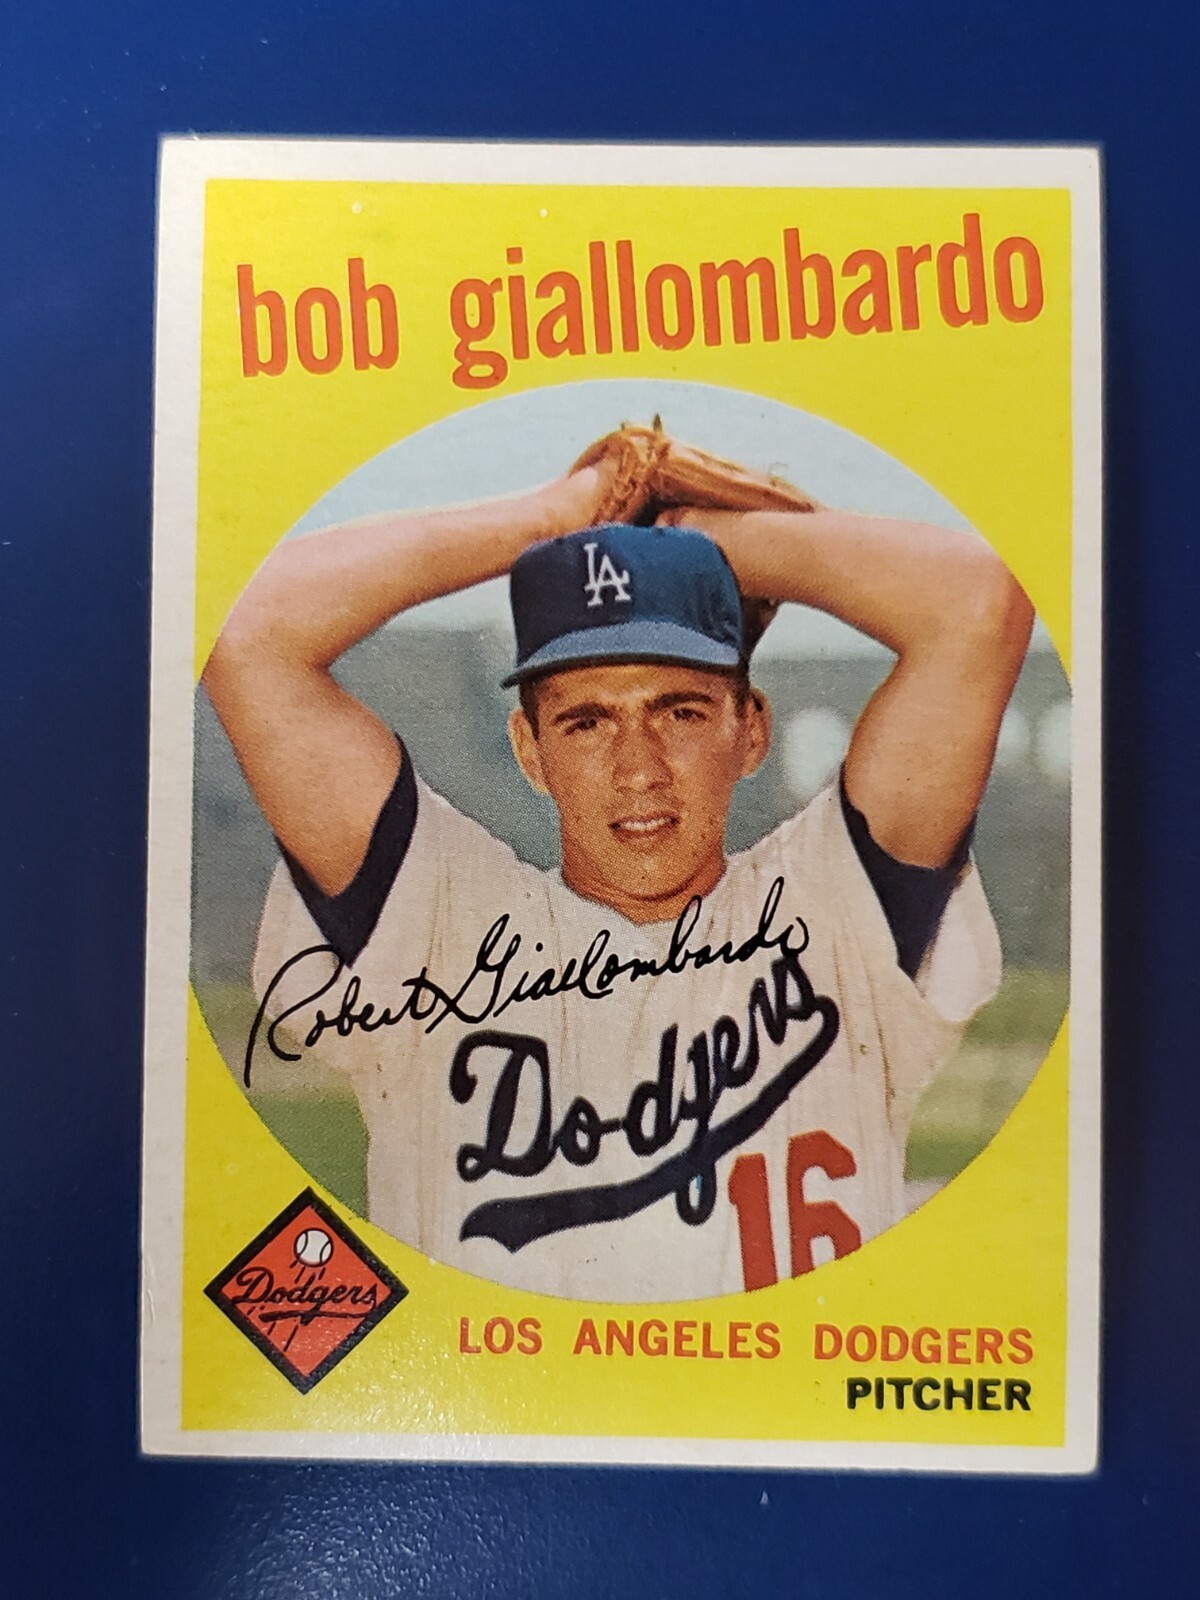 bob giallombardo
LA
Robert Giallombardo
Dodgers
16
Dodgers
LOS ANGELES DODGERS
PITCHER